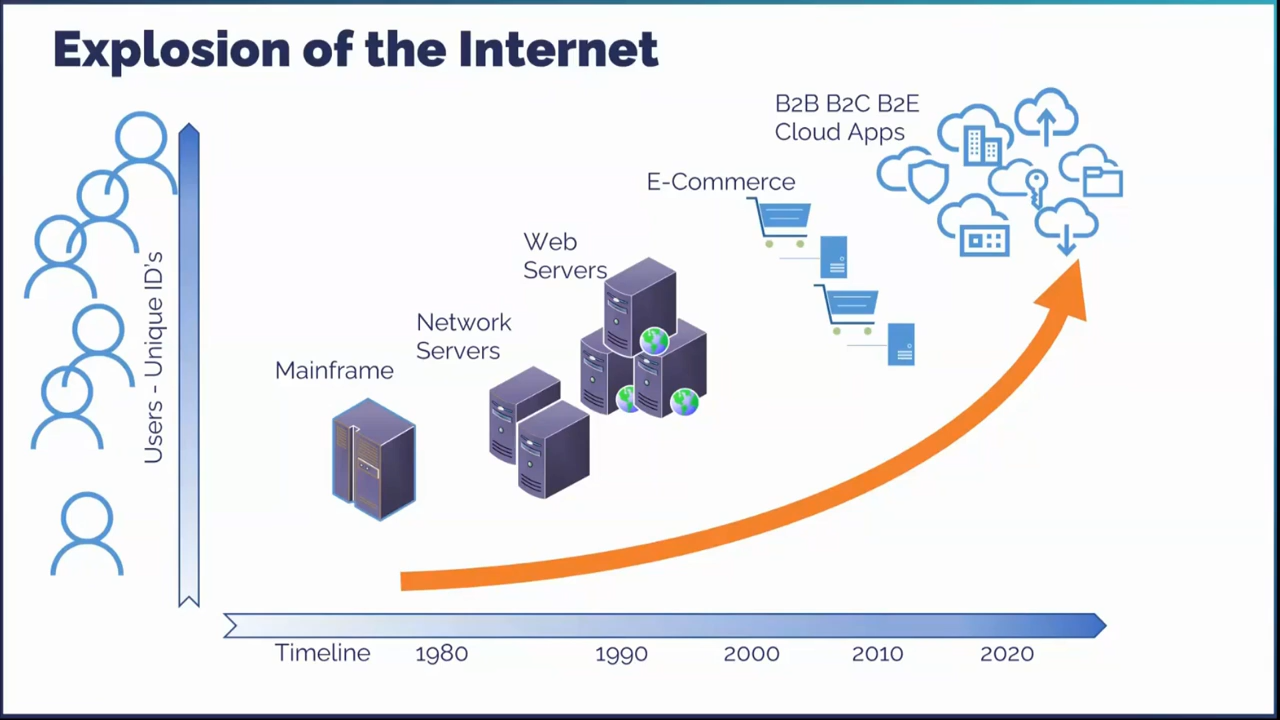 Explosion of the Internet
B2B B2C B2E
Cloud Apps
E-Commerce
Web
Servers
Network
Servers
Mainframe
Users - Unique ID's
Timeline 1980 1990 2000 2010 2020